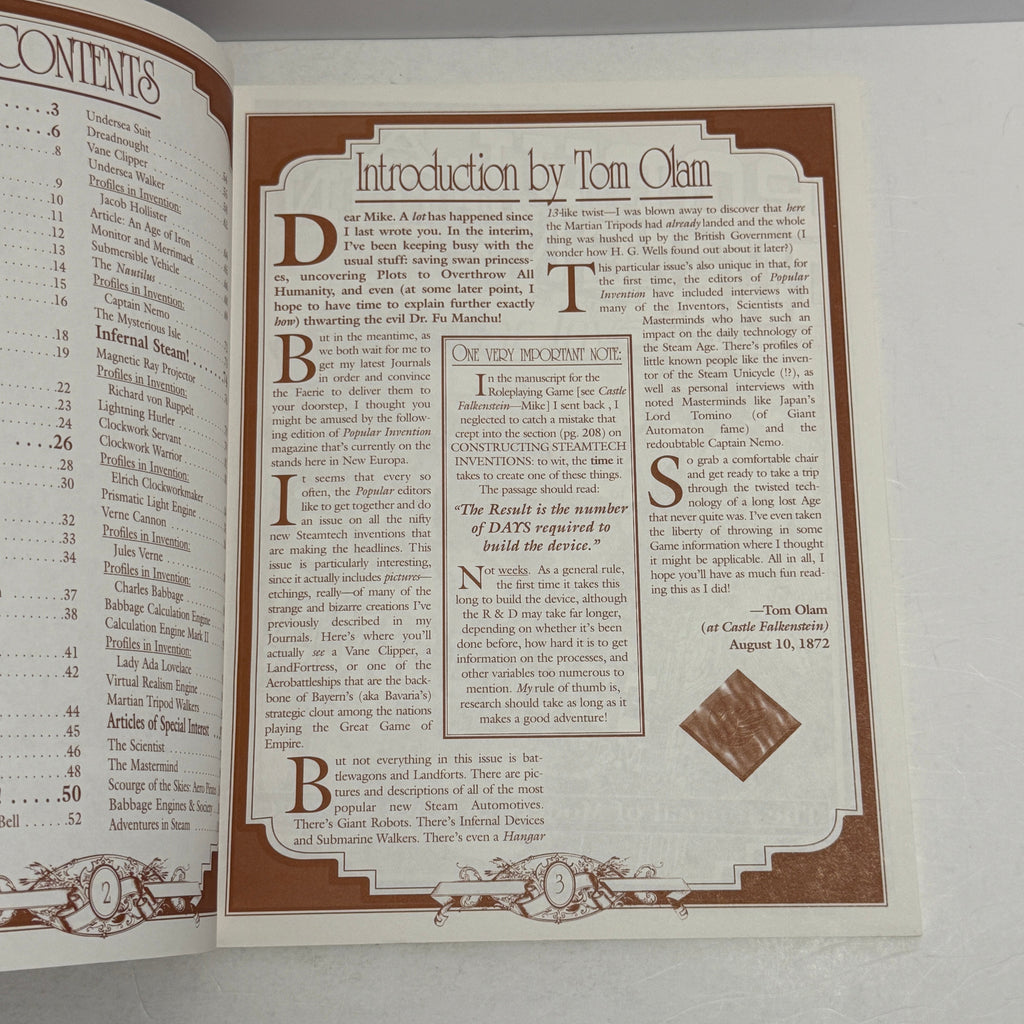 CONTENTS
.....3
.....6
.8
.9
.10
.11
.12
.13
.14
.15
.16
.18
.19
.22
.23
.24
....26
.28
.30
.32
.33
.34
.37
.38
.41
.42
.44
.45
.46
.48
.....50
Bell ......52
Undersea Suit
Dreadnought
Vane Clipper
Undersea Walker
Profiles in Invention:
Jacob Hollister
Article: An Age of Iron
Monitor and Merrimack
Submersible Vehicle
The Nautilus
Profiles in Invention:
Captain Nemo
The Mysterious Isle
Infernal Steam!
Magnetic Ray Projector
Profiles in Invention:
Richard von Ruppelt
Lightning Hurler
Clockwork Servant
Clockwork Warrior
Profiles in Invention:
Elrich Clockworkmaker
Prismatic Light Engine
Verne Cannon
Profiles in Invention:
Jules Verne
Profiles in Invention:
Charles Babbage
Babbage Calculation Engine
Calculation Engine Mark II
Profiles in Invention:
Lady Ada Lovelace
Virtual Realism Engine
Martian Tripod Walkers
Articles of Special Interest
The Scientist
The Mastermind
Scourge of the Skies: Aero Pirates
Babbage Engines & Society
Adventures in Steam
2
Introduction by Tom Olam
Dear Mike. A lot has happened since
I last wrote you. In the interim,
I've been keeping busy with the
usual stuff: saving swan princess-
es, uncovering Plots to Overthrow All
Humanity, and even (at some later point, I
hope to have time to explain further exactly
how) thwarting the evil Dr. Fu Manchu!
But in the meantime, as
we both wait for me to
get my latest Journals
in order and convince
the Faerie to deliver them to
your doorstep, I thought you
might be amused by the follow-
ing edition of Popular Invention
magazine that's currently on the
stands here in New Europa.
It seems that every so
often, the Popular editors
like to get together and do
an issue on all the nifty
new Steamtech inventions that
are making the headlines. This
issue is particularly interesting,
since it actually includes pictures—
etchings, really—of many of the
strange and bizarre creations I've
previously described in my
Journals. Here's where you'll
actually see a Vane Clipper, a
LandFortress, or one of the
Aerobattleships that are the back-
bone of Bayern's (aka Bavaria's)
strategic clout among the nations
playing the Great Game of
Empire.
But not everything in this issue is bat-
tlewagons and Landforts. There are pic-
tures and descriptions of all of the most
popular new Steam Automotives.
There's Giant Robots. There's Infernal Devices
and Submarine Walkers. There's even a Hangar
13-like twist—I was blown away to discover that here
the Martian Tripods had already landed and the whole
thing was hushed up by the British Government (I
wonder how H. G. Wells found out about it later?)
This particular issue's also unique in that, for
the first time, the editors of Popular
Invention have included interviews with
many of the Inventors, Scientists and
Masterminds who have such an
impact on the daily technology of
the Steam Age. There's profiles of
little known people like the inven-
tor of the Steam Unicycle (!?), as
well as personal interviews with
noted Masterminds like Japan's
Lord Tomino (of Giant
Automaton fame) and the
redoubtable Captain Nemo.
So grab a comfortable chair
and get ready to take a trip
through the twisted tech-
nology of a long lost Age
that never quite was. I've even taken
the liberty of throwing in some
Game information where I thought
it might be applicable. All in all, I
hope you'll have as much fun read-
ing this as I did!
—Tom Olam
(at Castle Falkenstein)
August 10, 1872
ONE VERY IMPORTANT NOTE:
In the manuscript for the
Roleplaying Game [see Castle
Falkenstein—Mike] I sent back , I
neglected to catch a mistake that
crept into the section (pg. 208) on
CONSTRUCTING STEAMTECH
INVENTIONS: to wit, the time it
takes to create one of these things.
The passage should read:
"The Result is the number
of DAYS required to
build the device."
Not weeks. As a general rule,
the first time it takes this
long to build the device, although
the R & D may take far longer,
depending on whether it's been
done before, how hard it is to get
information on the processes, and
other variables too numerous to
mention. My rule of thumb is,
research should take as long as it
makes a good adventure!
3